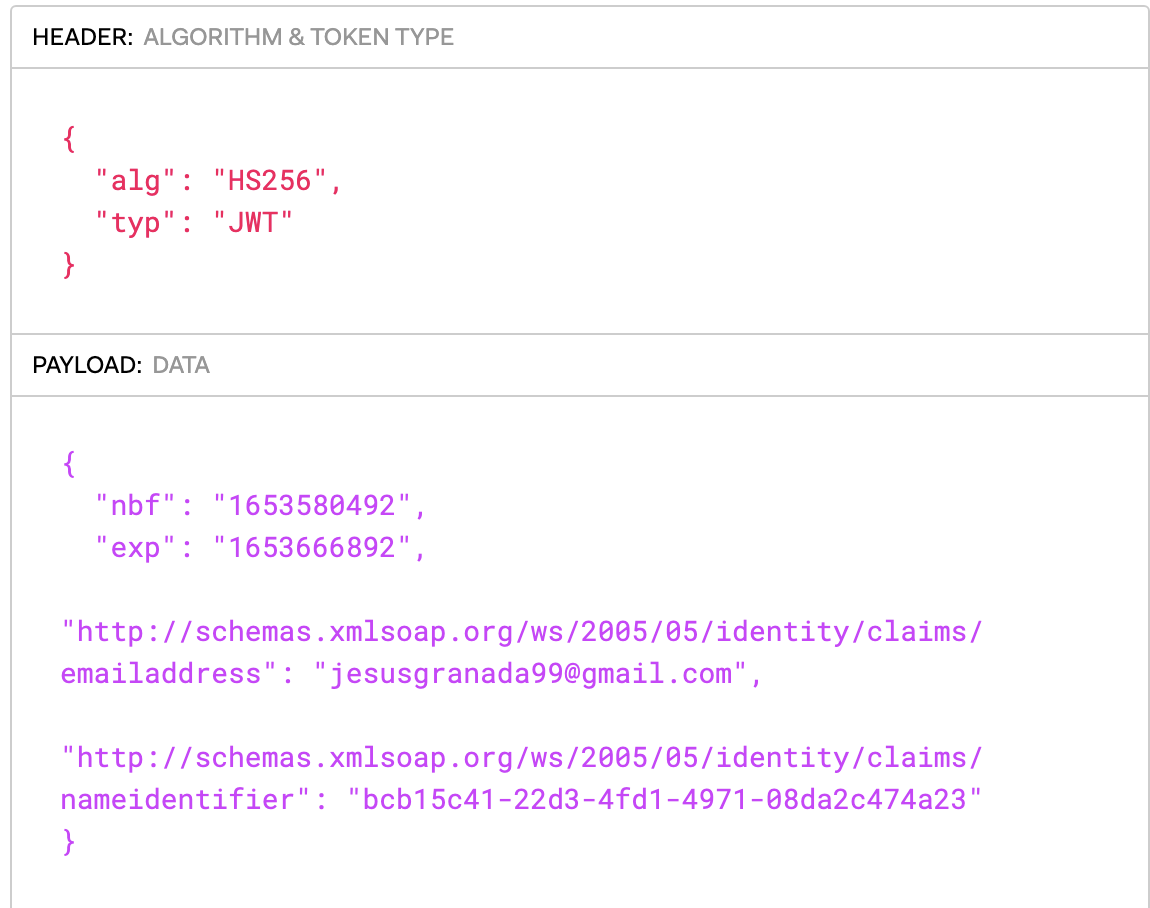 HEADER: ALGORITHM & TOKEN TYPE
{
  "alg": "HS256",
  "typ": "JWT"
}
PAYLOAD: DATA
{
  "nbf": "1653580492",
  "exp": "1653666892",
"http://schemas.xmlsoap.org/ws/2005/05/identity/claims/
emailaddress": "jesusgranada99@gmail.com",
"http://schemas.xmlsoap.org/ws/2005/05/identity/claims/
nameidentifier": "bcb15c41-22d3-4fd1-4971-08da2c474a23"
}